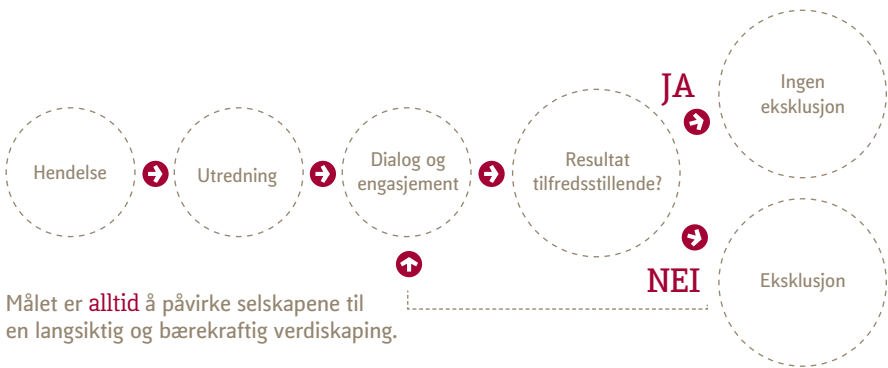 Hendelse
Utredning
Dialog og
engasjement
Resultat
tilfredsstillende?
JA
Ingen
eksklusjon
NEI
Eksklusjon
Målet er alltid å påvirke selskapene til
en langsiktig og bærekraftig verdiskaping.